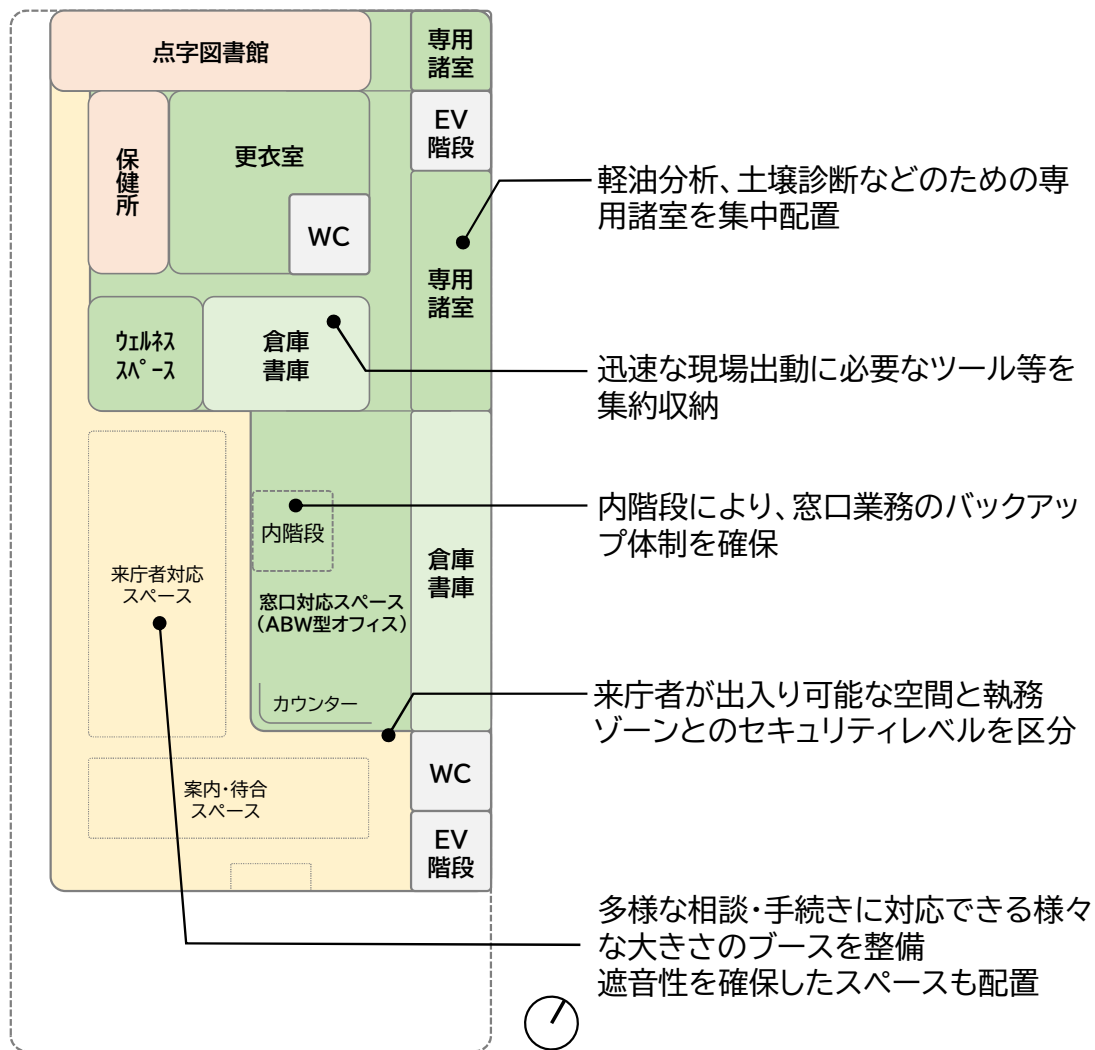 点字図書館
専用
諸室
EV
階段
保健所
更衣室
WC
専用
諸室
ウェルネス
スペース
倉庫
書庫
内階段
来庁者対応
スペース
窓口対応スペース
（ABW型オフィス）
倉庫
書庫
カウンター
案内・待合
スペース
WC
EV
階段
軽油分析、土壌診断などのための専
用諸室を集中配置
迅速な現場出動に必要なツール等を
集約収納
内階段により、窓口業務のバックアッ
プ体制を確保
来庁者が出入り可能な空間と執務
ゾーンとのセキュリティレベルを区分
多様な相談・手続きに対応できる様々
な大きさのブースを整備
遮音性を確保したスペースも配置